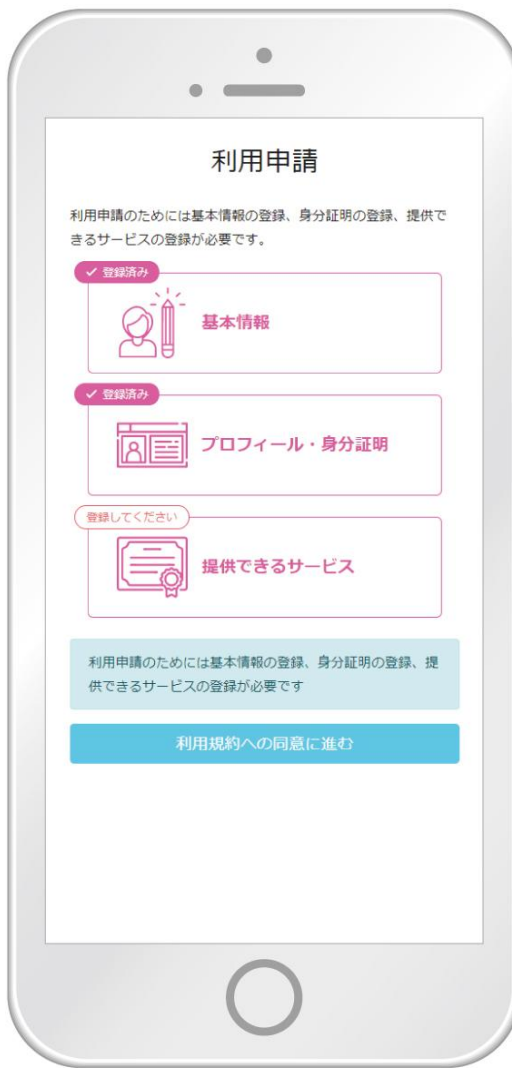 利用申請
利用申請のためには基本情報の登録、身分証明の登録、提供で
きるサービスの登録が必要です。
✓ 登録済み
基本情報
✓ 登録済み
プロフィール・身分証明
登録してください
提供できるサービス
利用申請のためには基本情報の登録、身分証明の登録、提
供できるサービスの登録が必要です
利用規約への同意に進む